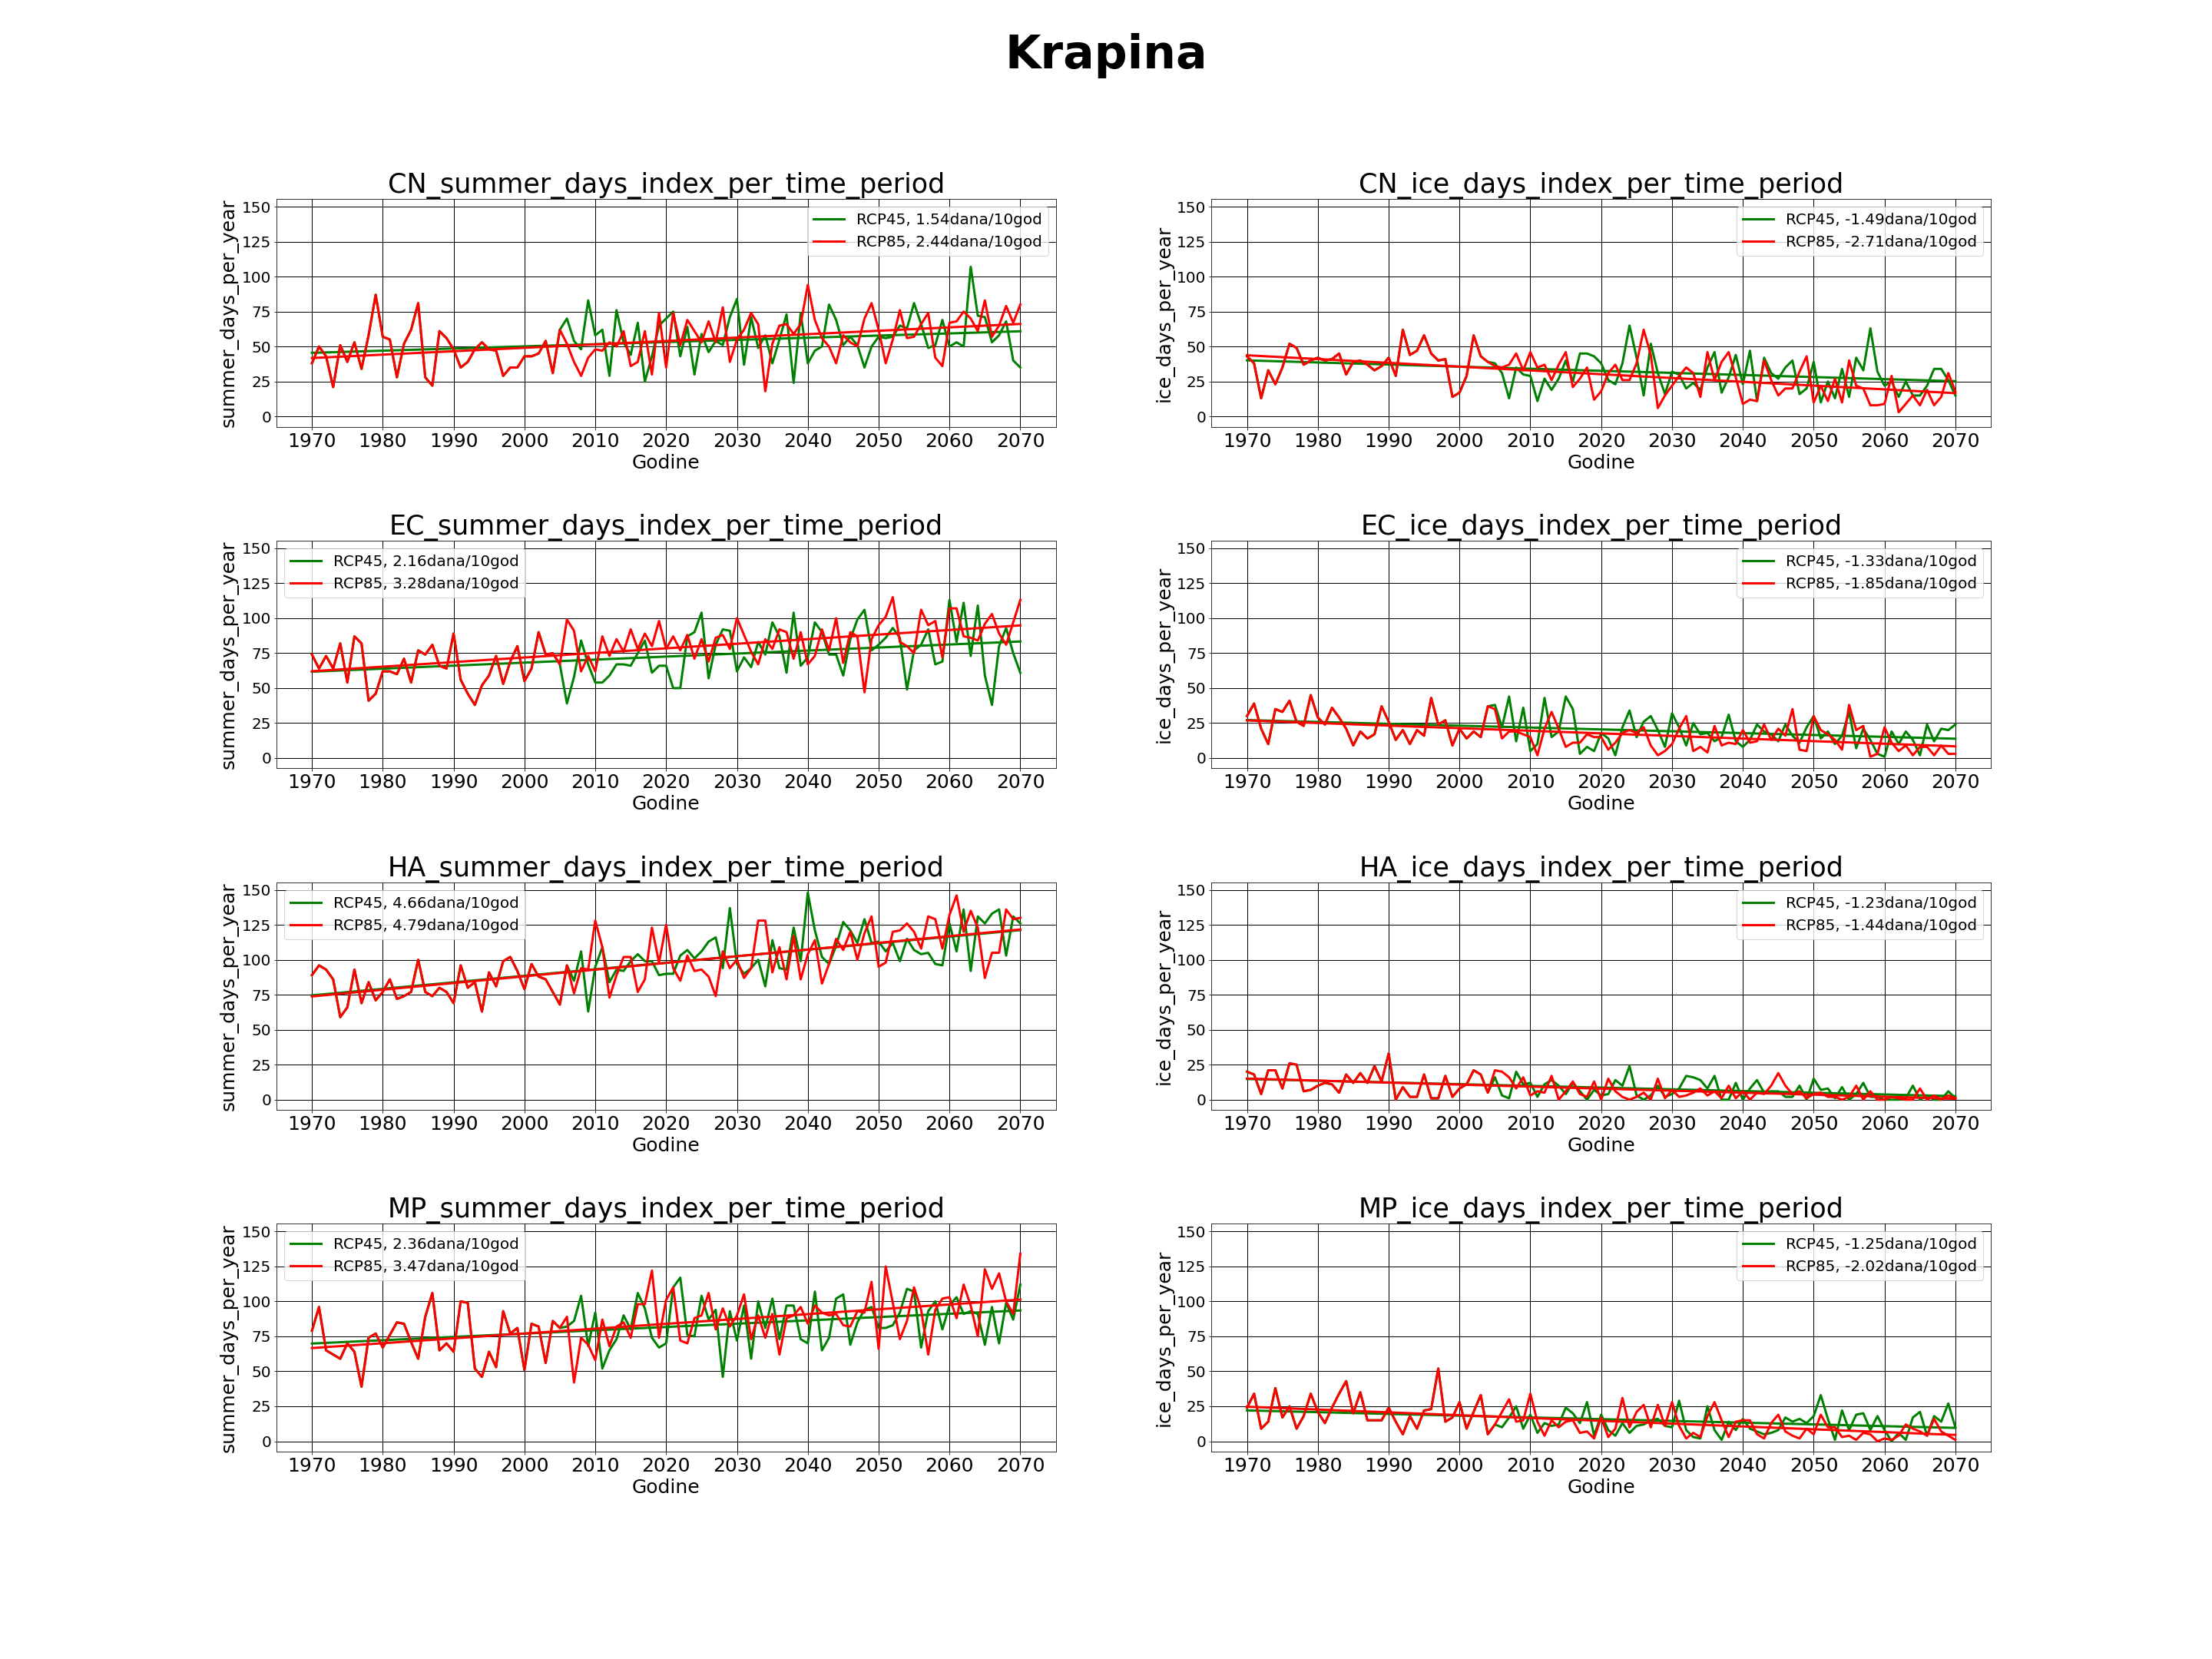 Krapina
CN_summer_days_index_per_time_period
summer_days_per_year
150
125
100
75
50
25
0
RCP45, 1.54dana/10god
RCP85, 2.44dana/10god
1970 1980 1990 2000 2010 2020 2030 2040 2050 2060 2070
Godine
CN_ice_days_index_per_time_period
ice_days_per_year
150
125
100
75
50
25
0
RCP45, -1.49dana/10god
RCP85, -2.71dana/10god
1970 1980 1990 2000 2010 2020 2030 2040 2050 2060 2070
Godine
EC_summer_days_index_per_time_period
summer_days_per_year
150
125
100
75
50
25
0
RCP45, 2.16dana/10god
RCP85, 3.28dana/10god
1970 1980 1990 2000 2010 2020 2030 2040 2050 2060 2070
Godine
EC_ice_days_index_per_time_period
ice_days_per_year
150
125
100
75
50
25
0
RCP45, -1.33dana/10god
RCP85, -1.85dana/10god
1970 1980 1990 2000 2010 2020 2030 2040 2050 2060 2070
Godine
HA_summer_days_index_per_time_period
summer_days_per_year
150
125
100
75
50
25
0
RCP45, 4.66dana/10god
RCP85, 4.79dana/10god
1970 1980 1990 2000 2010 2020 2030 2040 2050 2060 2070
Godine
HA_ice_days_index_per_time_period
ice_days_per_year
150
125
100
75
50
25
0
RCP45, -1.23dana/10god
RCP85, -1.44dana/10god
1970 1980 1990 2000 2010 2020 2030 2040 2050 2060 2070
Godine
MP_summer_days_index_per_time_period
summer_days_per_year
150
125
100
75
50
25
0
RCP45, 2.36dana/10god
RCP85, 3.47dana/10god
1970 1980 1990 2000 2010 2020 2030 2040 2050 2060 2070
Godine
MP_ice_days_index_per_time_period
ice_days_per_year
150
125
100
75
50
25
0
RCP45, -1.25dana/10god
RCP85, -2.02dana/10god
1970 1980 1990 2000 2010 2020 2030 2040 2050 2060 2070
Godine